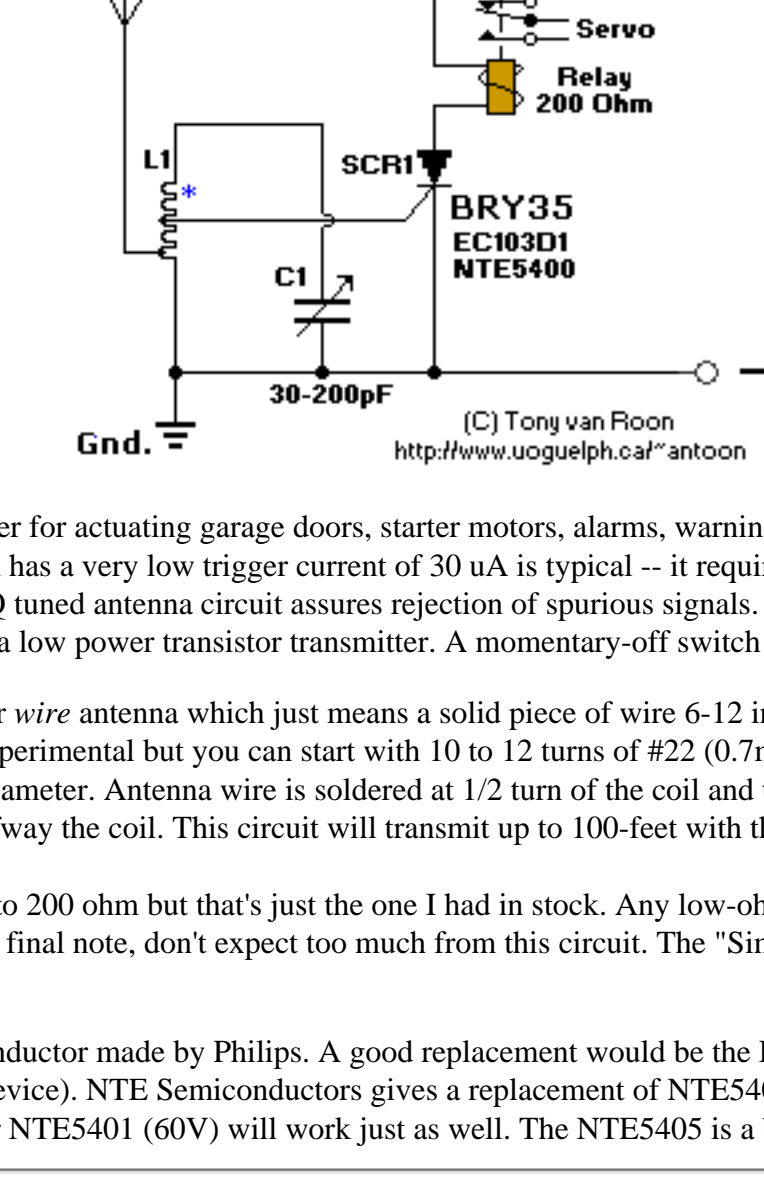 Servo
Relay
200 Ohm
L1
*
SCR1
BRY35
EC103D1
NTE5400
C1
30-200pF
Gnd.
(C) Tony van Roon
http://www.uoguelph.ca/~antoon
er for actuating garage doors, starter motors, alarms, warnin
has a very low trigger current of 30 uA is typical -- it requi
Q tuned antenna circuit assures rejection of spurious signals.
a low power transistor transmitter. A momentary-off switch
r wire antenna which just means a solid piece of wire 6-12 i
perimental but you can start with 10 to 12 turns of #22 (0.7
ameter. Antenna wire is soldered at 1/2 turn of the coil and
way the coil. This circuit will transmit up to 100-feet with th
to 200 ohm but that's just the one I had in stock. Any low-oh
final note, don't expect too much from this circuit. The "Sin
nductor made by Philips. A good replacement would be the
evice). NTE Semiconductors gives a replacement of NTE540
r NTE5401 (60V) will work just as well. The NTE5405 is a